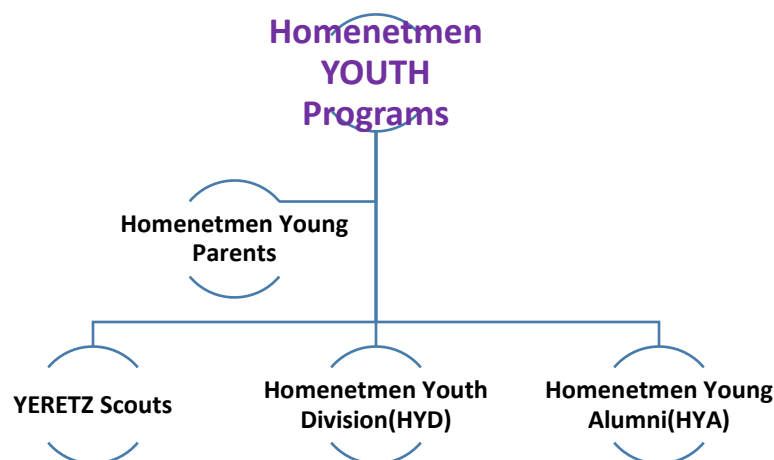 Homenetmen
YOUTH
Programs
Homenetmen Young
Parents
YERETZ Scouts
Homenetmen Youth
Division(HYD)
Homenetmen Young
Alumni(HYA)